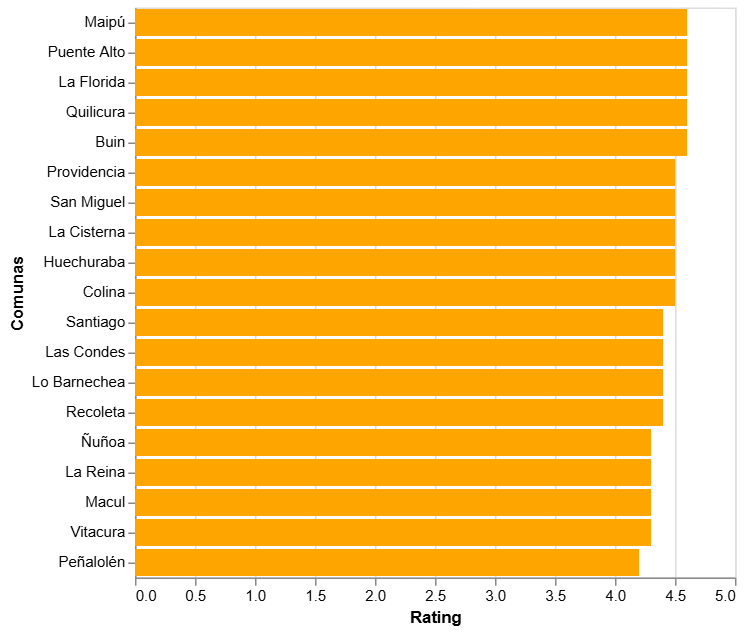 Maipú
Puente Alto
La Florida
Quilicura
Buin
Providencia
San Miguel
La Cisterna
Huechuraba
Colina
Santiago
Las Condes
Lo Barnechea
Recoleta
Ñuñoa
La Reina
Macul
Vitacura
Peñalolén
Comunas
0.0 0.5 1.0 1.5 2.0 2.5 3.0 3.5 4.0 4.5 5.0
Rating